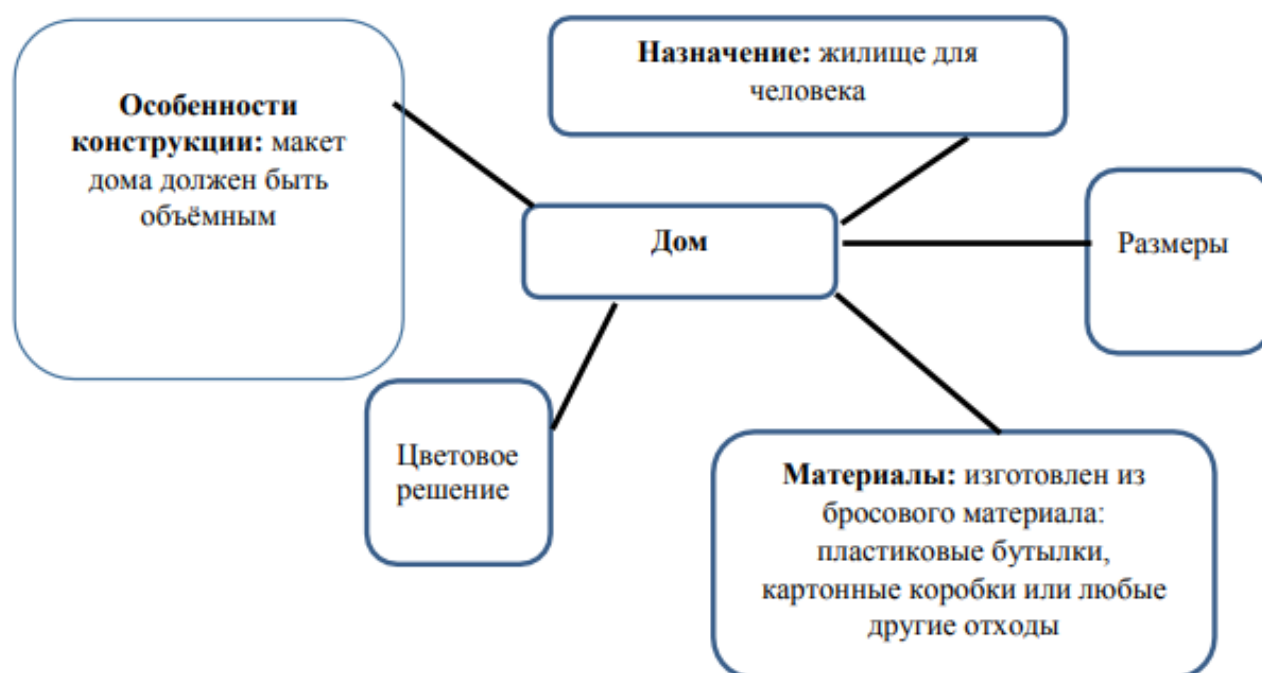 Особенности
конструкции: макет
дома должен быть
объёмным
Назначение: жилище для
человека
Дом
Размеры
Цветовое
решение
Материалы: изготовлен из
бросового материала:
пластиковые бутылки,
картонные коробки или любые
другие отходы